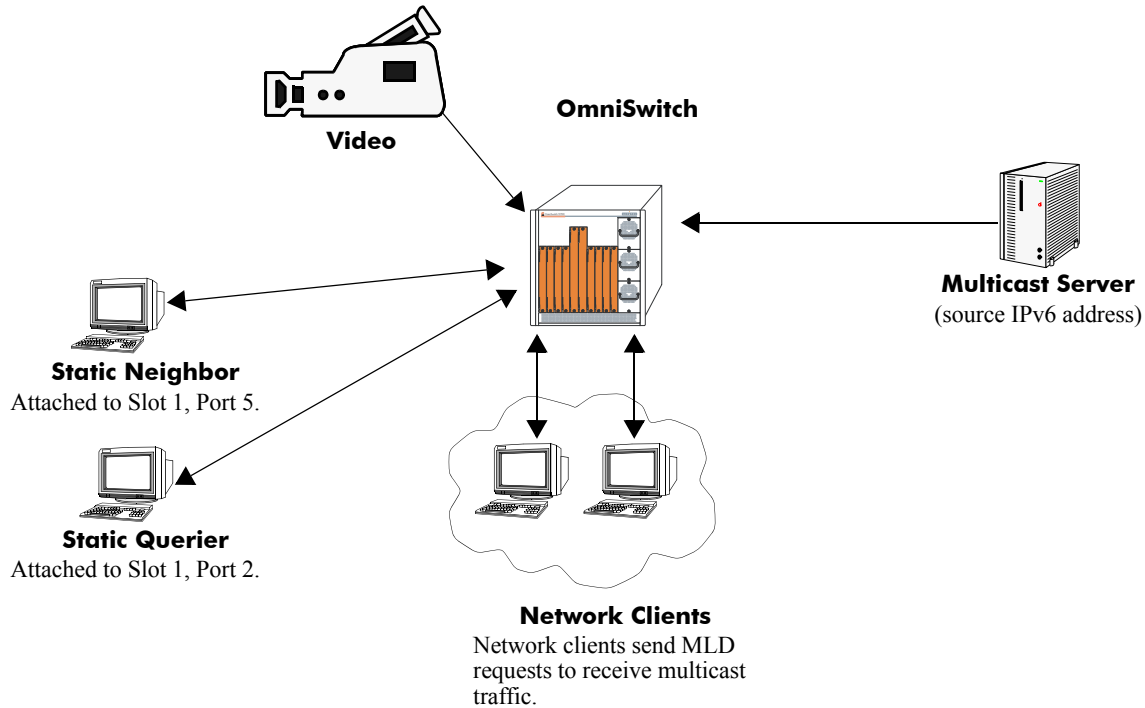 OmniSwitch
Video
Multicast Server
(source IPv6 address)
Static Neighbor
Attached to Slot 1, Port 5.
Static Querier
Attached to Slot 1, Port 2.
Network Clients
Network clients send MLD
requests to receive multicast
traffic.